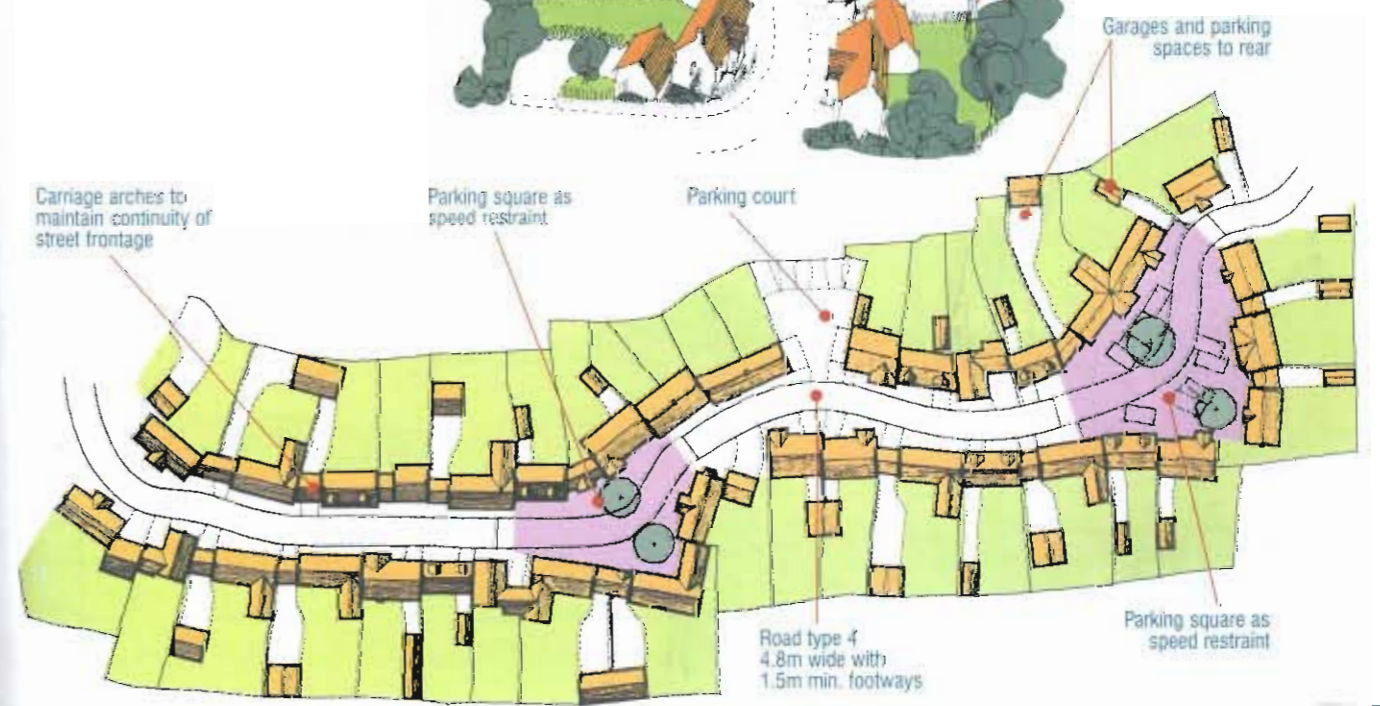 Garages and parking
spaces to rear
Carriage arches to
maintain continuity of
street frontage
Parking square as
speed restraint
Parking court
Road type 4
4.8m wide with
1.5m min. footways
Parking square as
speed restraint